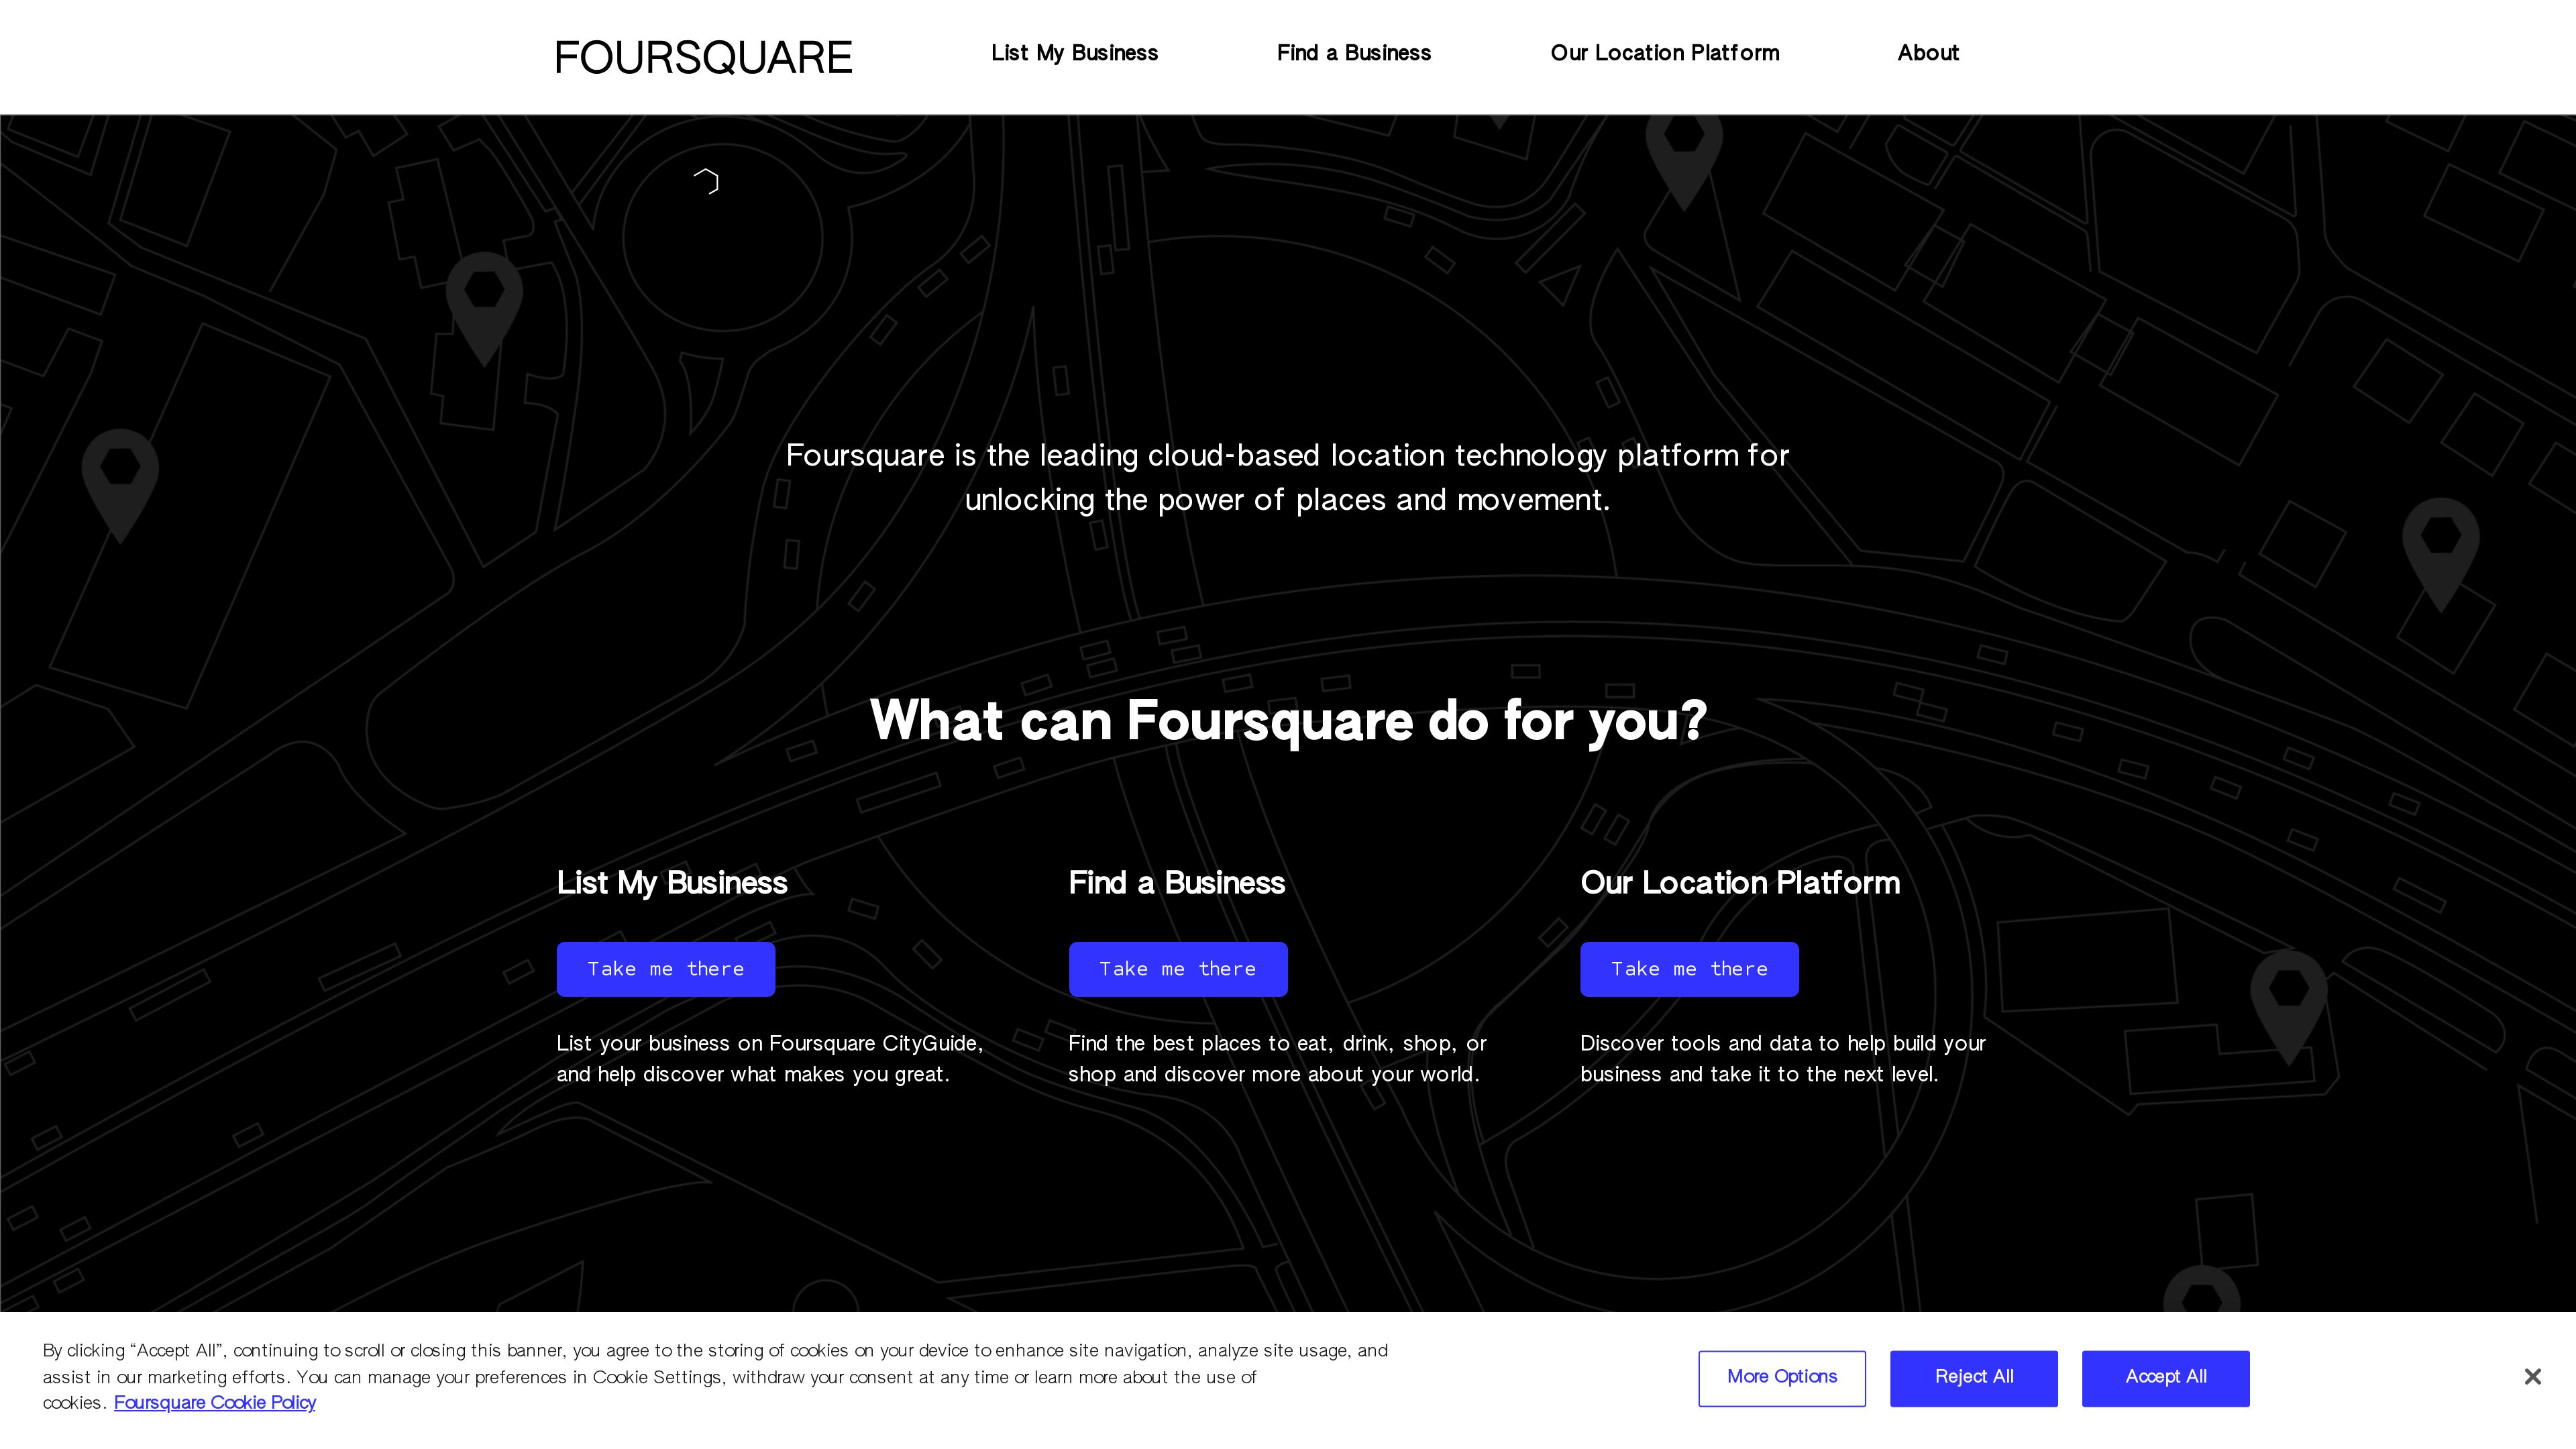 FOURSQUARE
List My Business
Find a Business
Our Location Platform
About
Foursquare is the leading cloud-based location technology platform for
unlocking the power of places and movement.
What can Foursquare do for you?
List My Business
Take me there
List your business on Foursquare CityGuide,
and help discover what makes you great.
Find a Business
Take me there
Find the best places to eat, drink, shop, or
shop and discover more about your world.
Our Location Platform
Take me there
Discover tools and data to help build your
business and take it to the next level.
By clicking “Accept All”, continuing to scroll or closing this banner, you agree to the storing of cookies on your device to enhance site navigation, analyze site usage, and
assist in our marketing efforts. You can manage your preferences in Cookie Settings, withdraw your consent at any time or learn more about the use of
cookies. Foursquare Cookie Policy
More Options
Reject All
Accept All